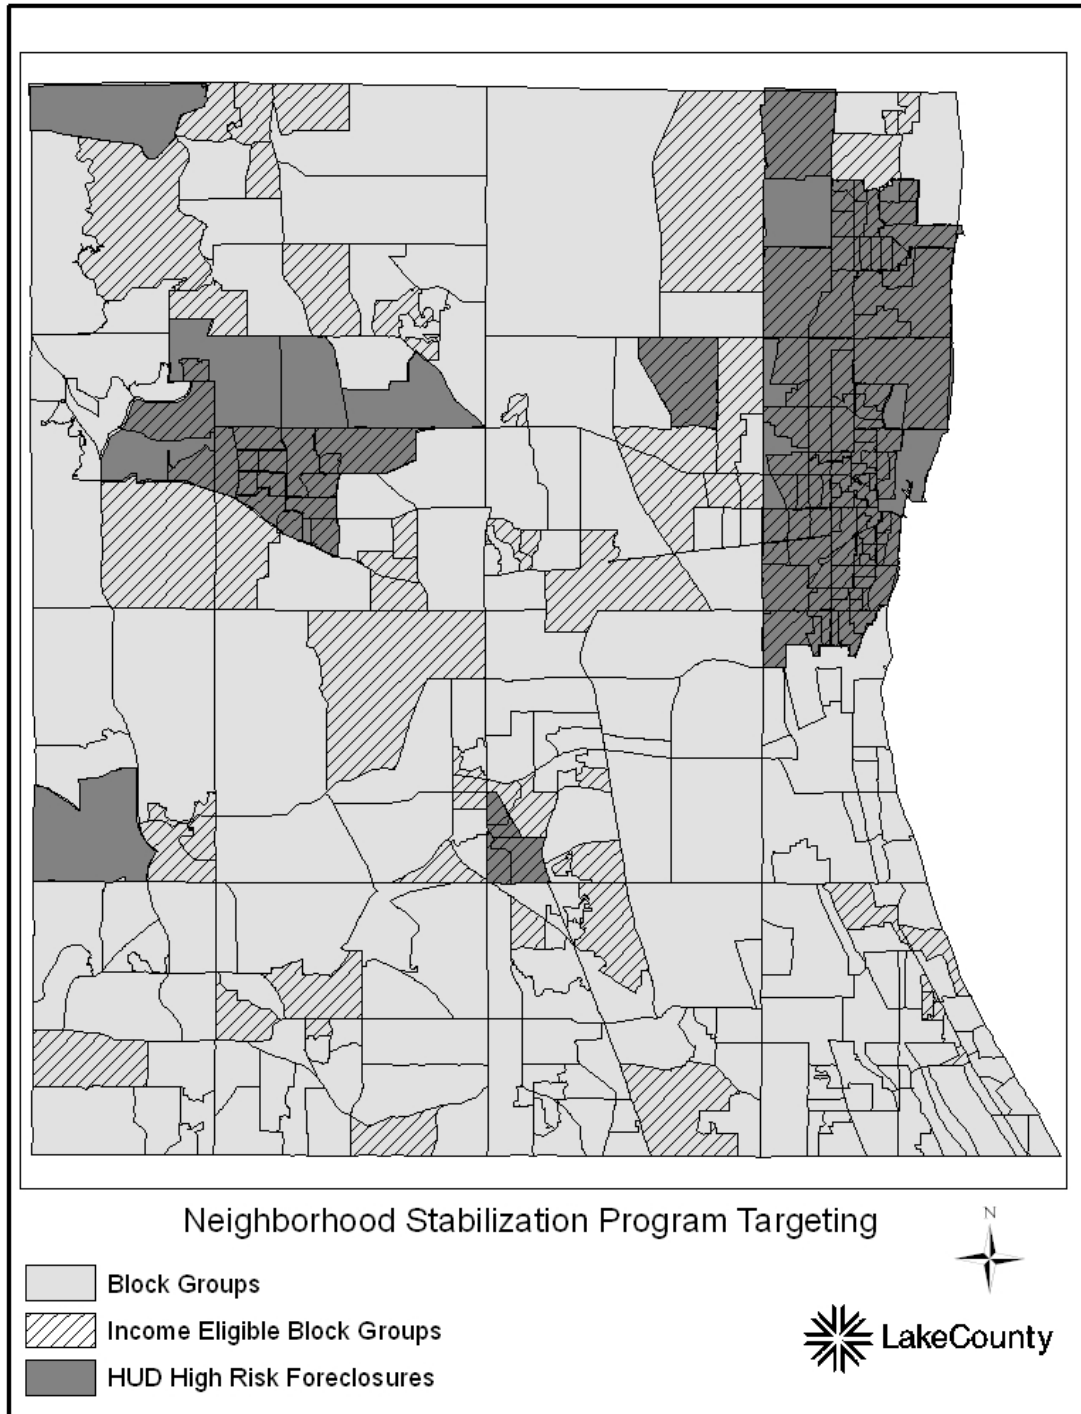 Neighborhood Stabilization Program Targeting
N
Block Groups
Income Eligible Block Groups
HUD High Risk Foreclosures
LakeCounty